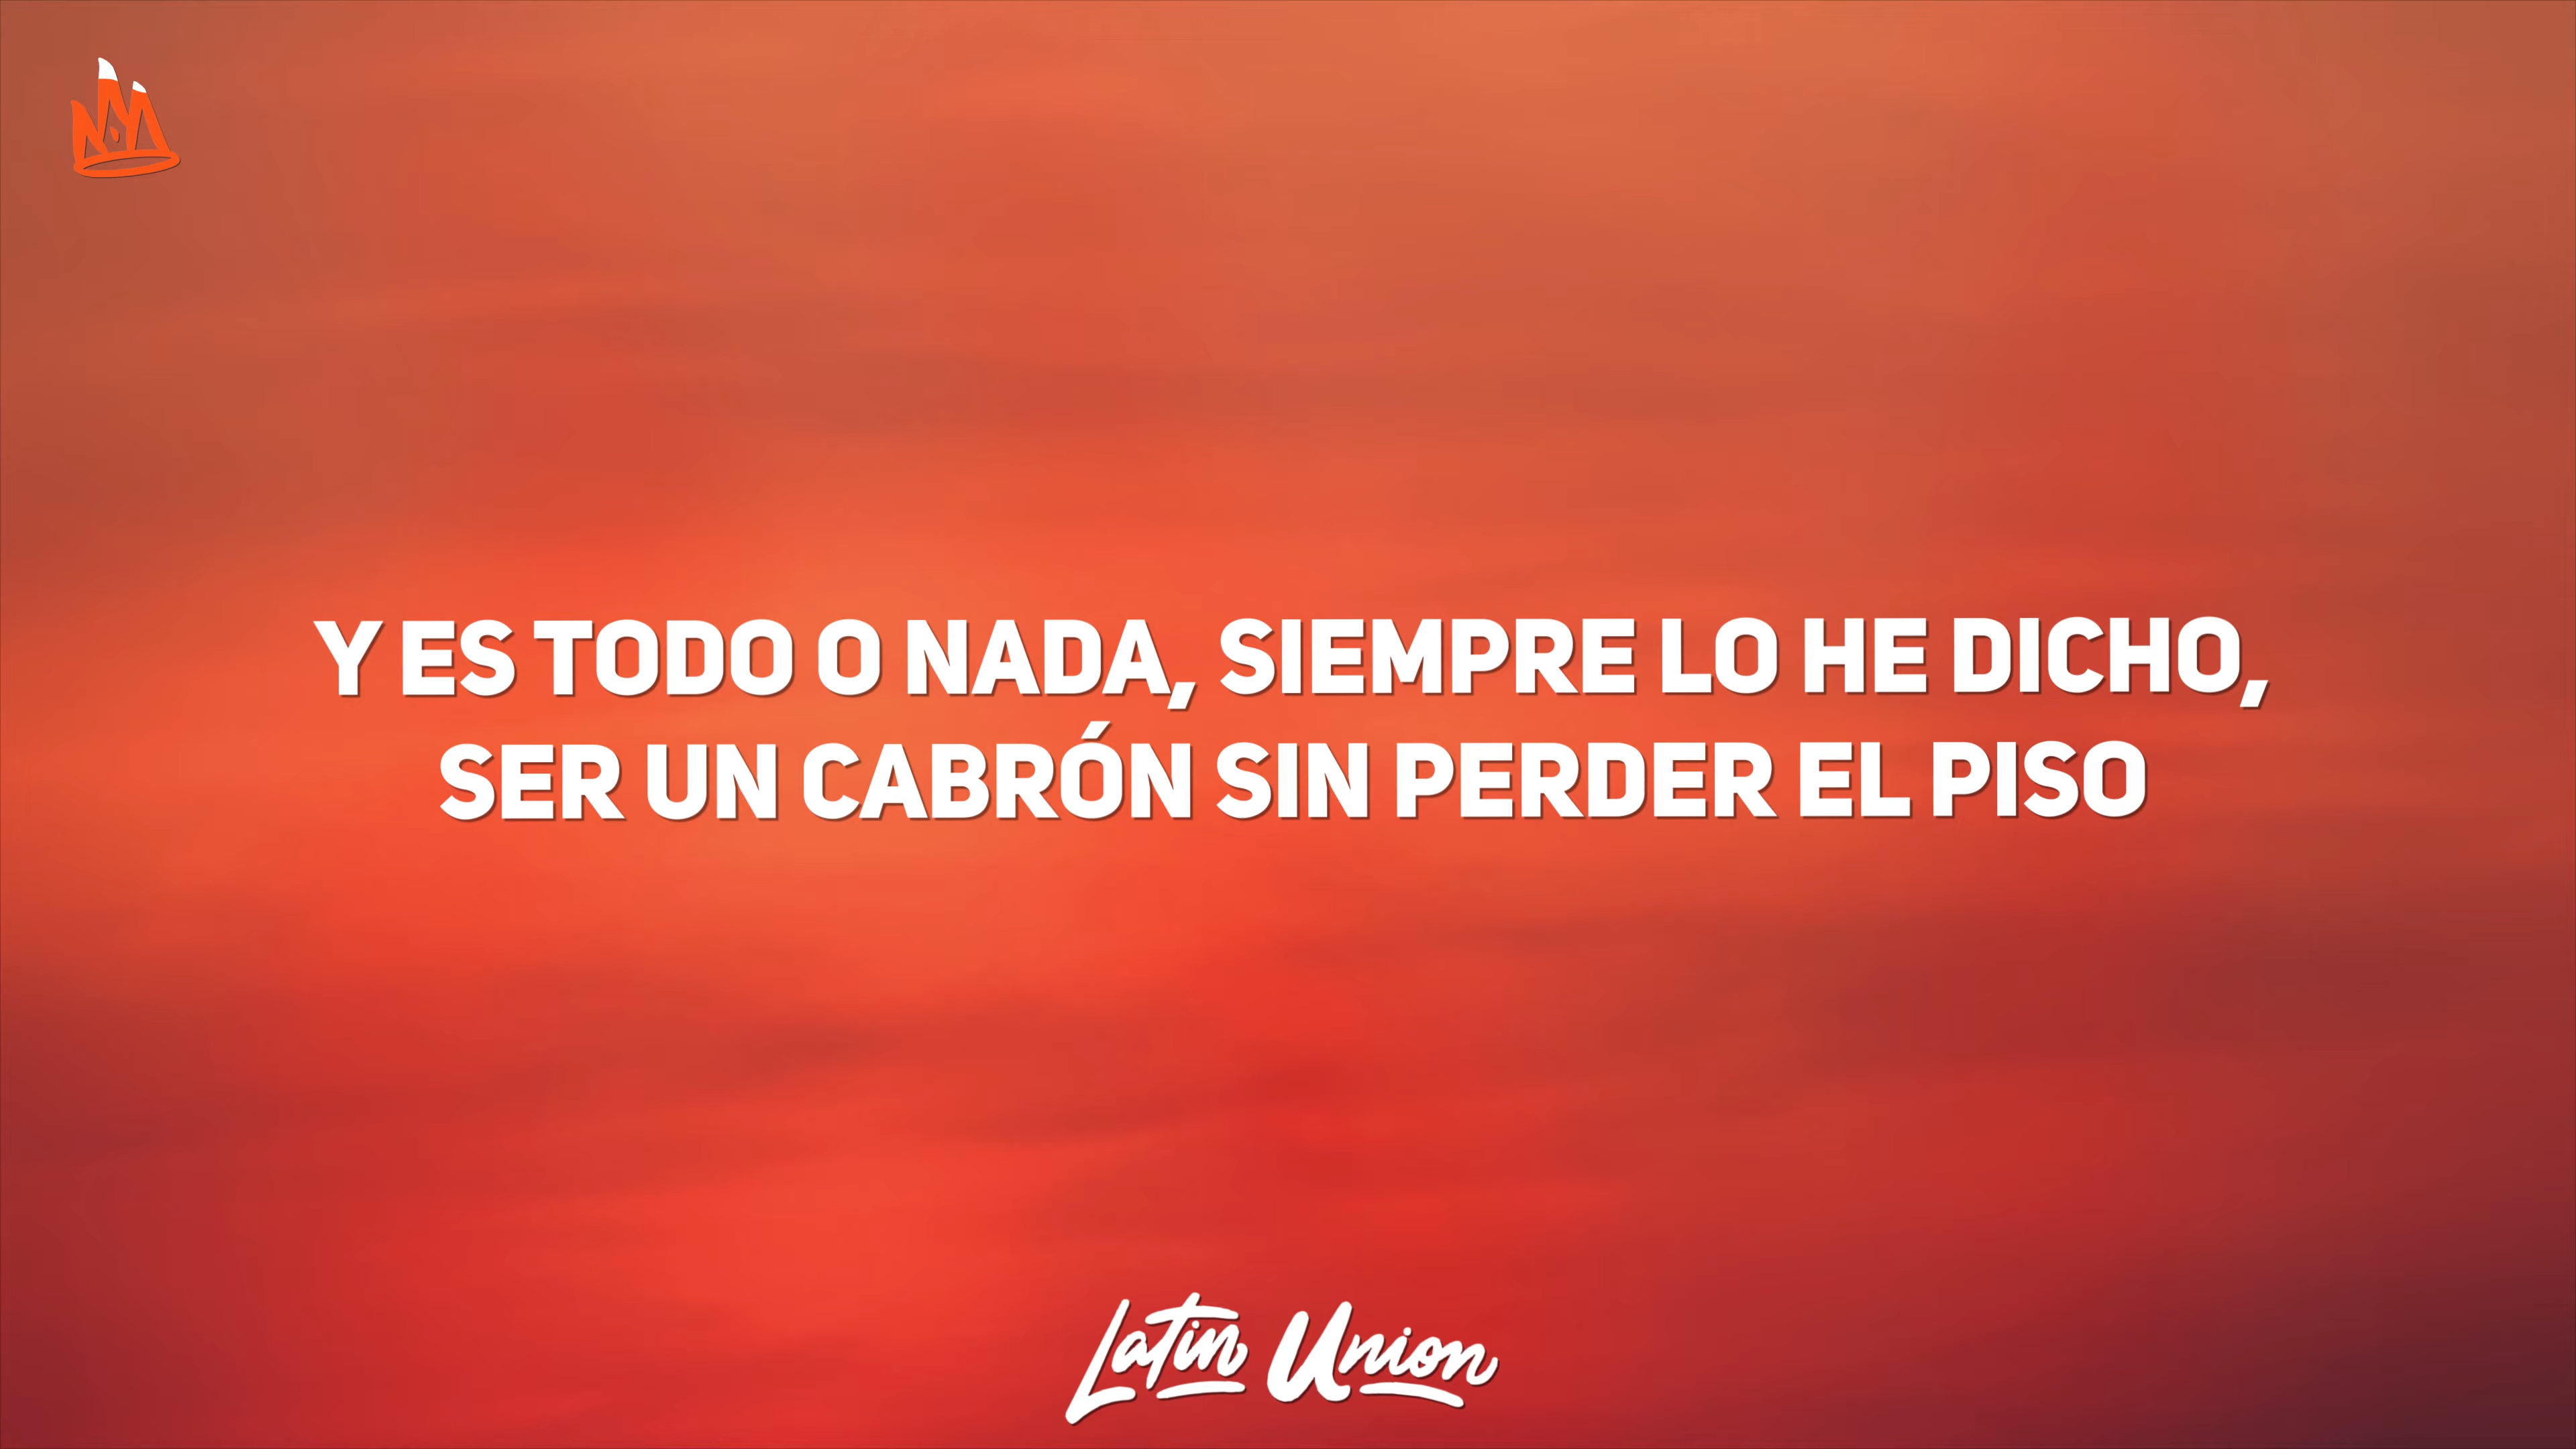 Y ES TODO O NADA, SIEMPRE LO HE DICHO,
SER UN CABRÓN SIN PERDER EL PISO
Latin Union